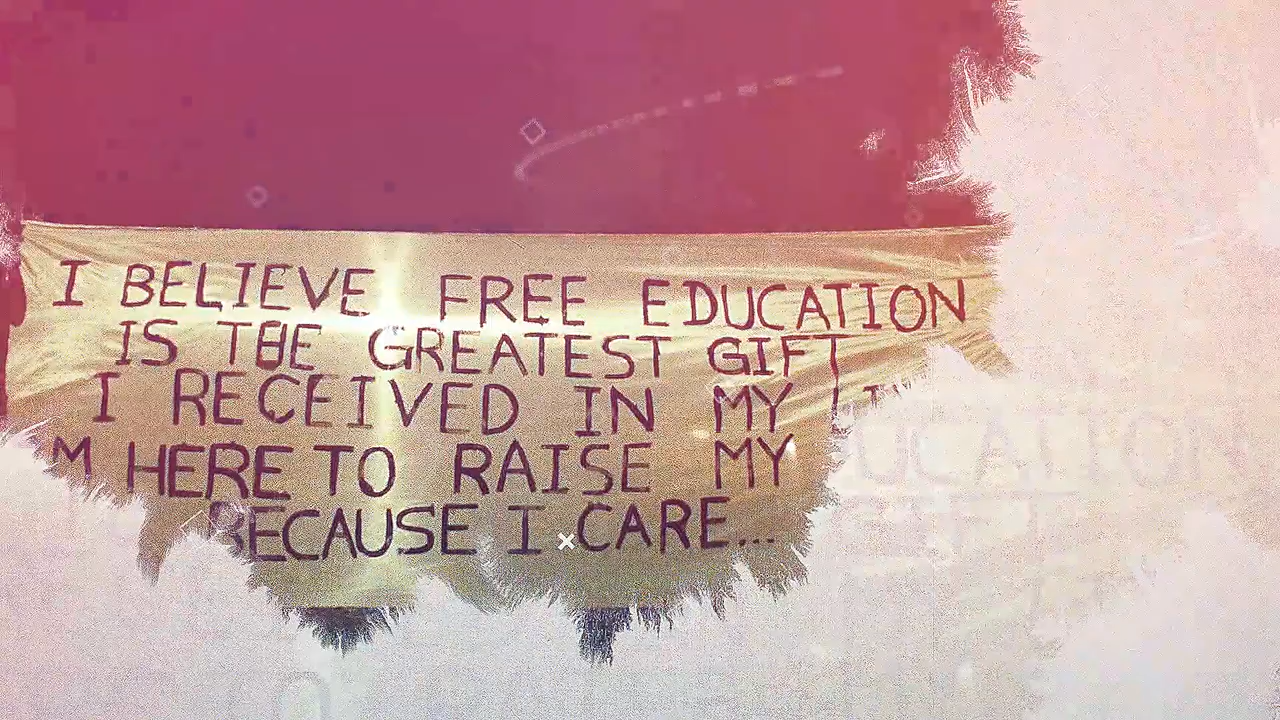 I BELIEVE FREE EDUCATION
IS THE GREATEST GIFT
I RECEIVED IN MY
M HERE TO RAISE MY
BECAUSE I CARE...